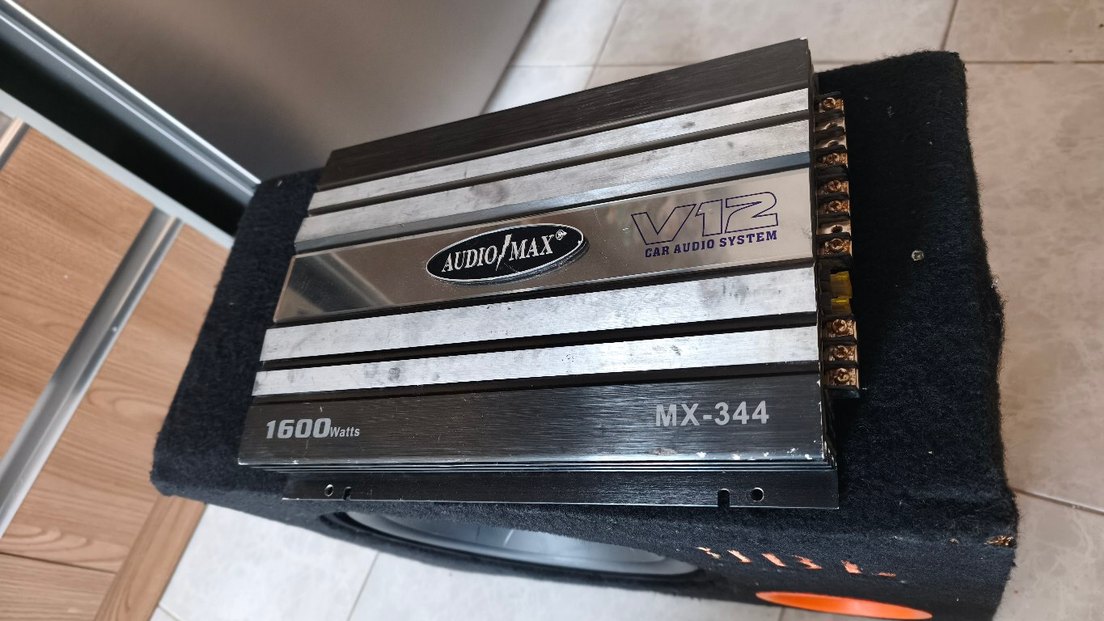 V12
CAR AUDIO SYSTEM
AUDIO MAX®
1600Watts
MX-344